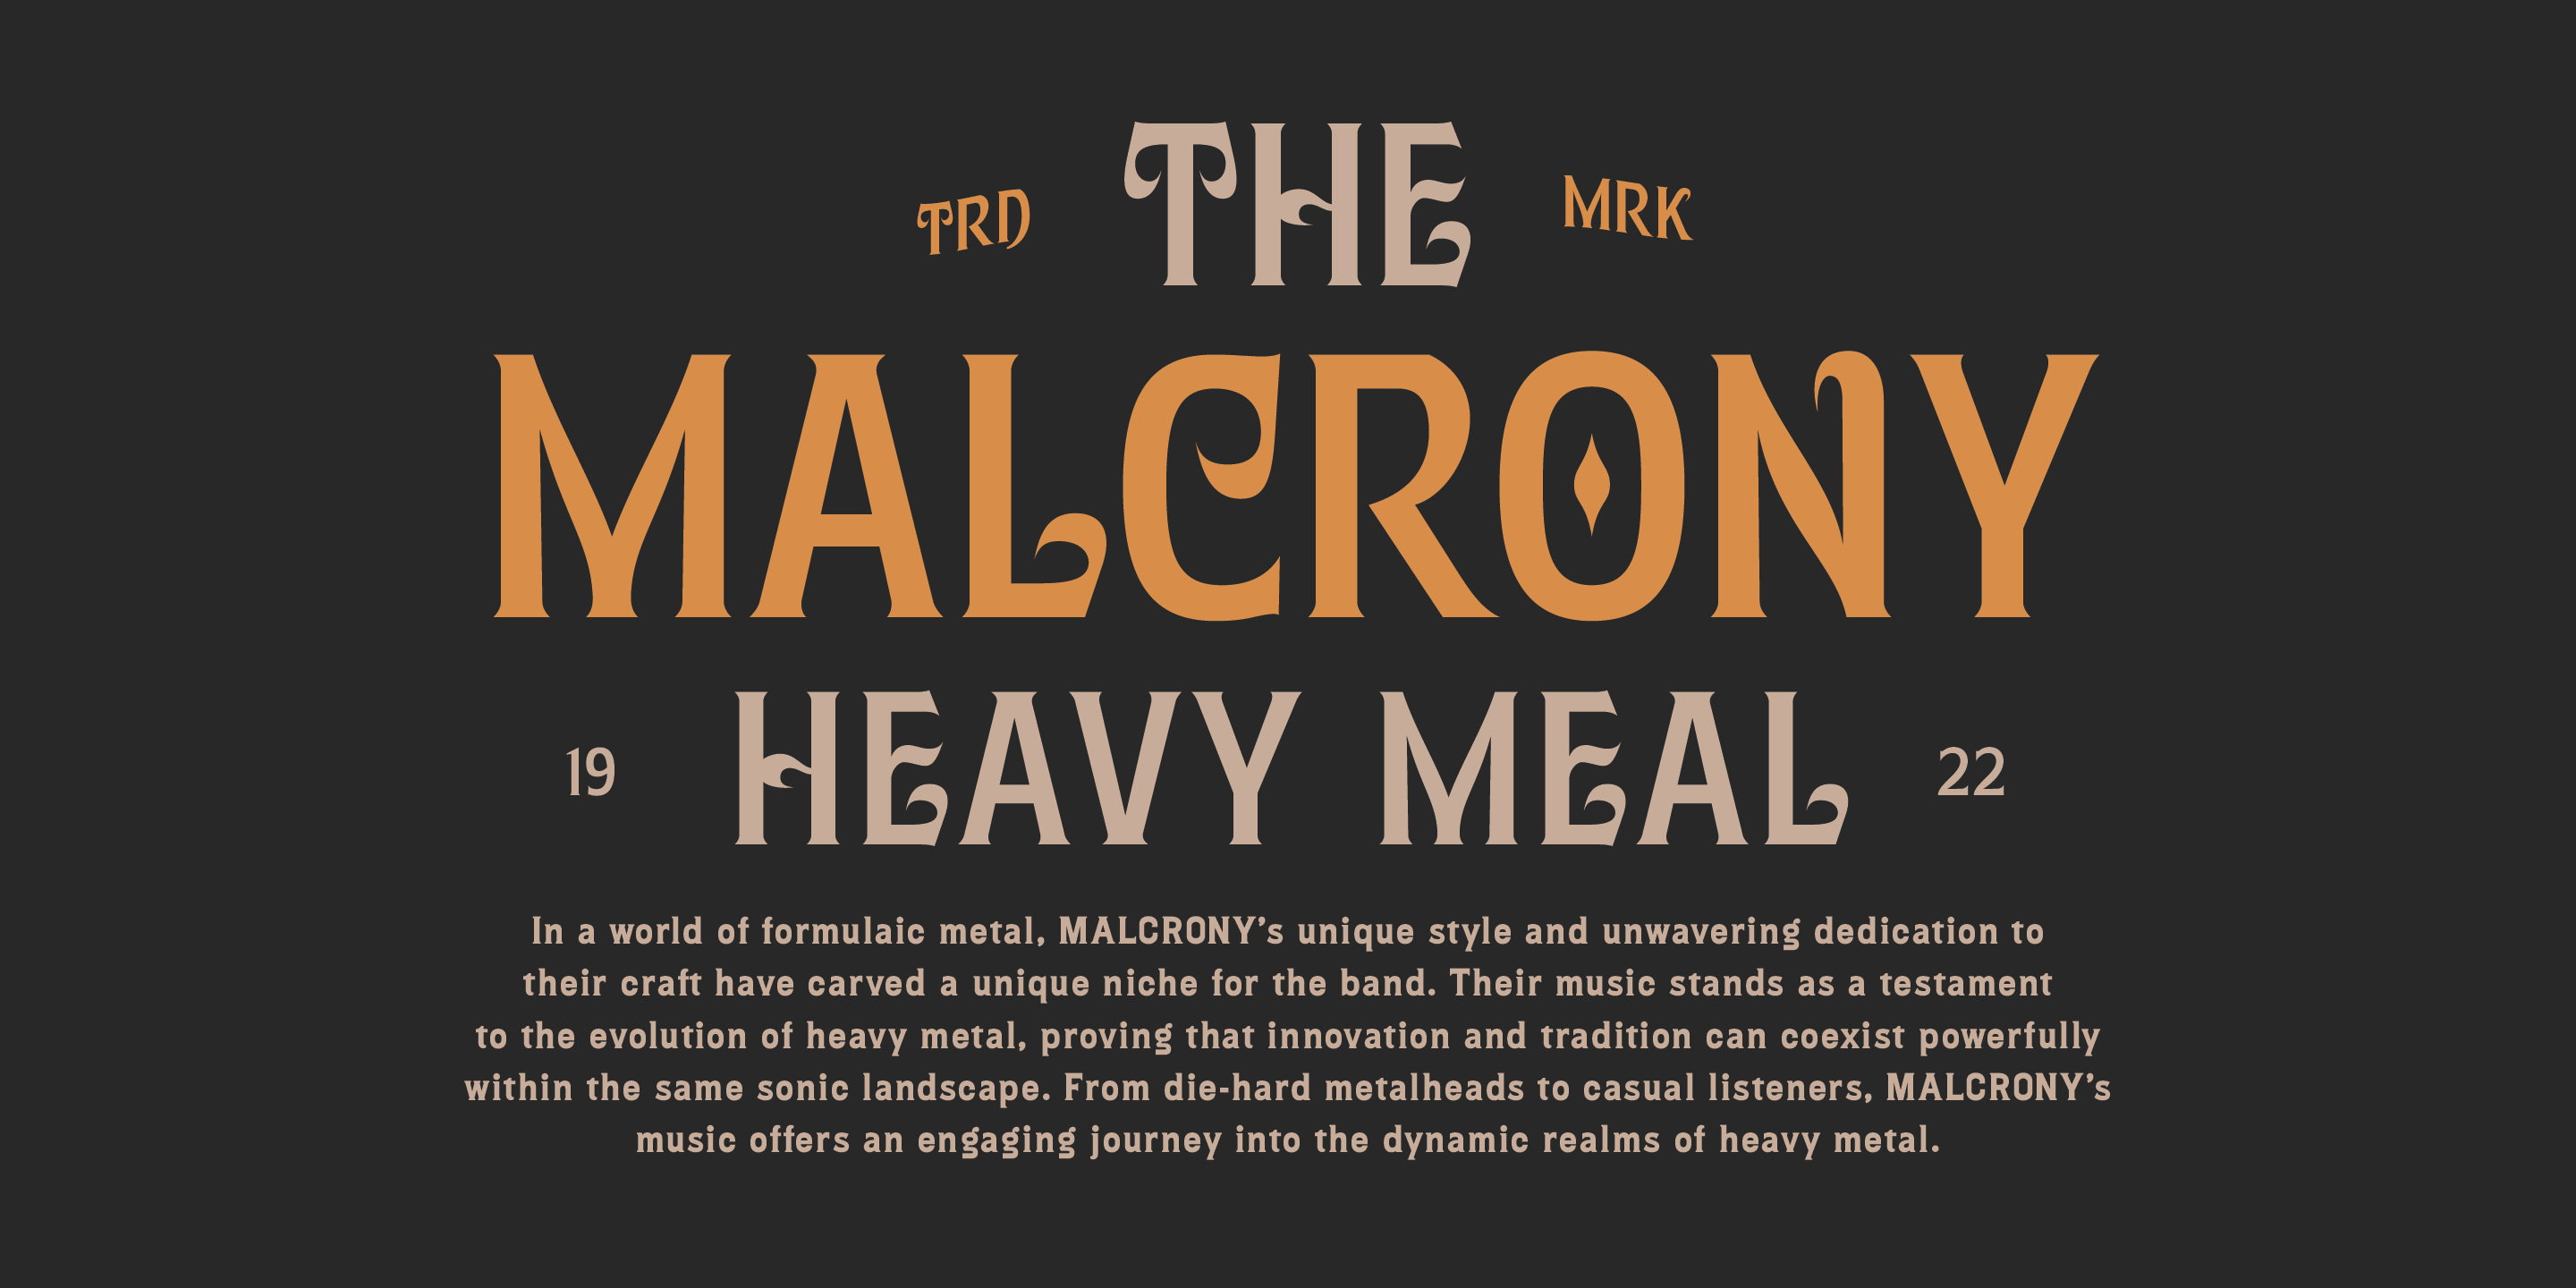 TRD THE MRK
MALCRONY
19 HEAVY MEAL 22
In a world of formulaic metal, MALCRONY's unique style and unwavering dedication to
their craft have carved a unique niche for the band. Their music stands as a testament
to the evolution of heavy metal, proving that innovation and tradition can coexist powerfully
within the same sonic landscape. From die-hard metalheads to casual listeners, MALCRONY's
music offers an engaging journey into the dynamic realms of heavy metal.